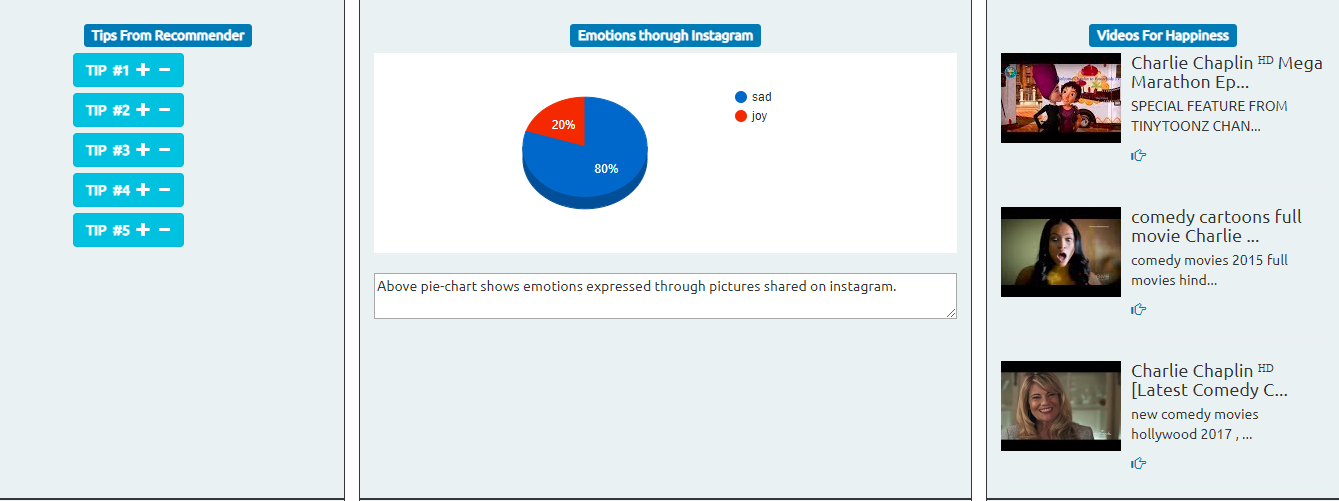 Tips From Recommender
TIP #1 + −
TIP #2 + −
TIP #3 + −
TIP #4 + −
TIP #5 + −
Emotions thorugh Instagram
sad
joy
20%
80%
Above pie-chart shows emotions expressed through pictures shared on instagram.
Videos For Happiness
Charlie Chaplin ᴴᴰ Mega
Marathon Ep...
SPECIAL FEATURE FROM
TINYTOONZ CHAN...
comedy cartoons full
movie Charlie ...
comedy movies 2015 full
movies hind...
Charlie Chaplin ᴴᴰ
[Latest Comedy C...
new comedy movies
hollywood 2017 , ...